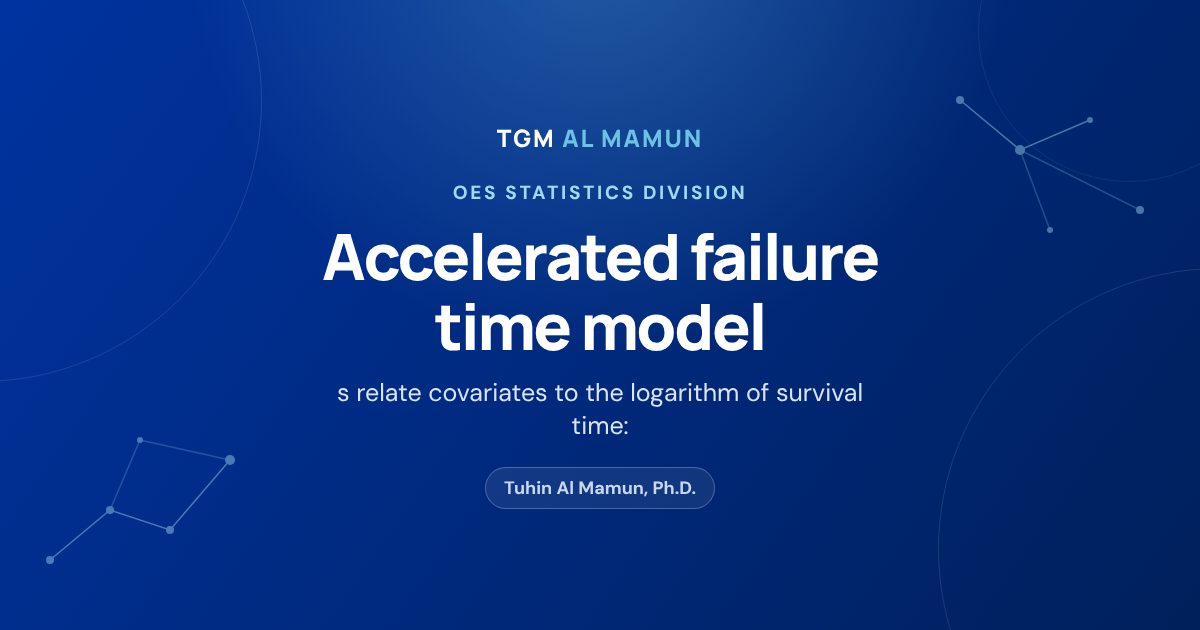 TGM AL MAMUN
OES STATISTICS DIVISION
Accelerated failure
time model
s relate covariates to the logarithm of survival
time:
Tuhin Al Mamun, Ph.D.